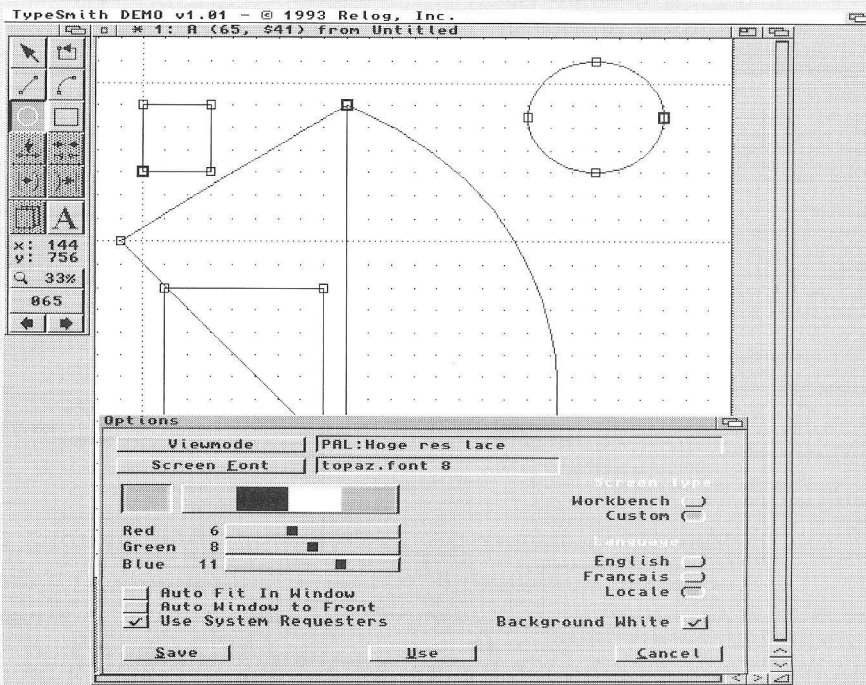 TypeSmith DEMO v1.01 - © 1993 Relog, Inc.
* 1: A (65, $41) from Untitled
A
x: 144
y: 756
33%
065
Options
Viewmode PAL:Hoge res lace
Screen Font topaz.font 8
Screen Type
Workbench
Custom
Red 6
Green 8
Blue 11
Language
English
Français
Locale
Auto Fit In Window
Auto Window to Front
Use System Requesters
Background White
Save Use Cancel